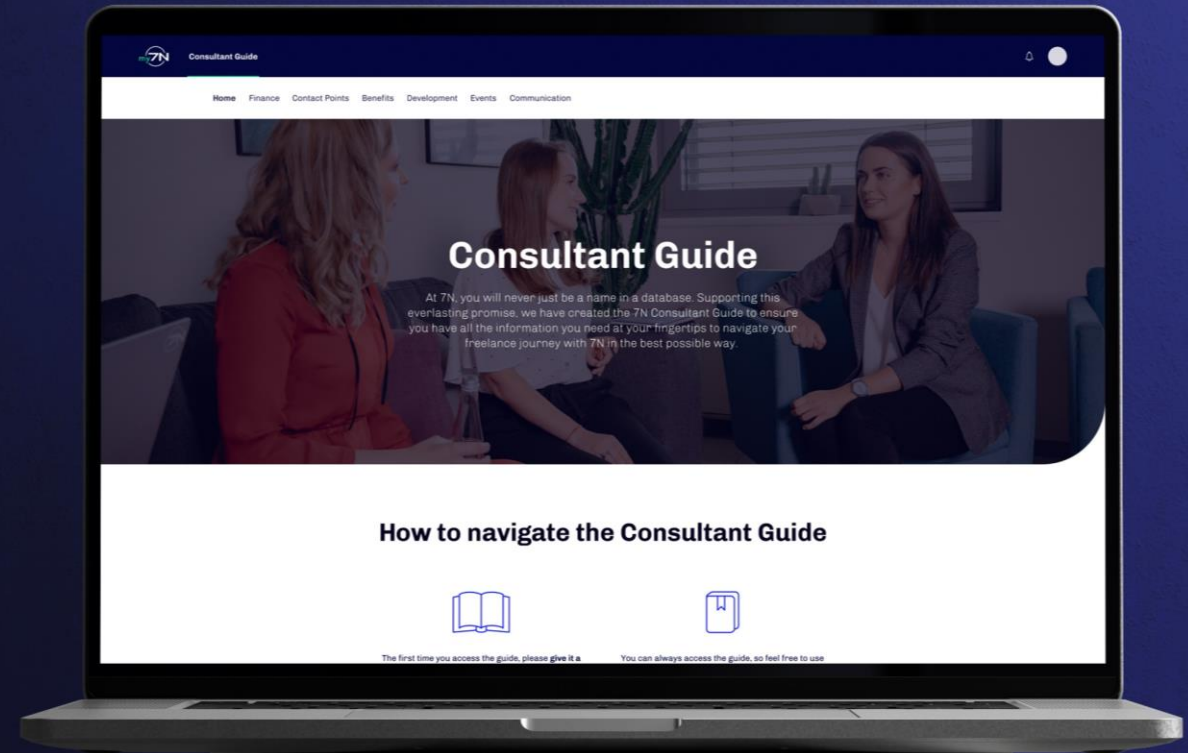 my7N
Consultant Guide
Home Finance Contact Points Benefits Development Events Communication
Consultant Guide
At 7N, you will never just be a name in a database. Supporting this
everlasting promise, we have created the 7N Consultant Guide to ensure
you have all the information you need at your fingertips to navigate your
freelance journey with 7N in the best possible way.
How to navigate the Consultant Guide
The first time you access the guide, please give it a
You can always access the guide, so feel free to use